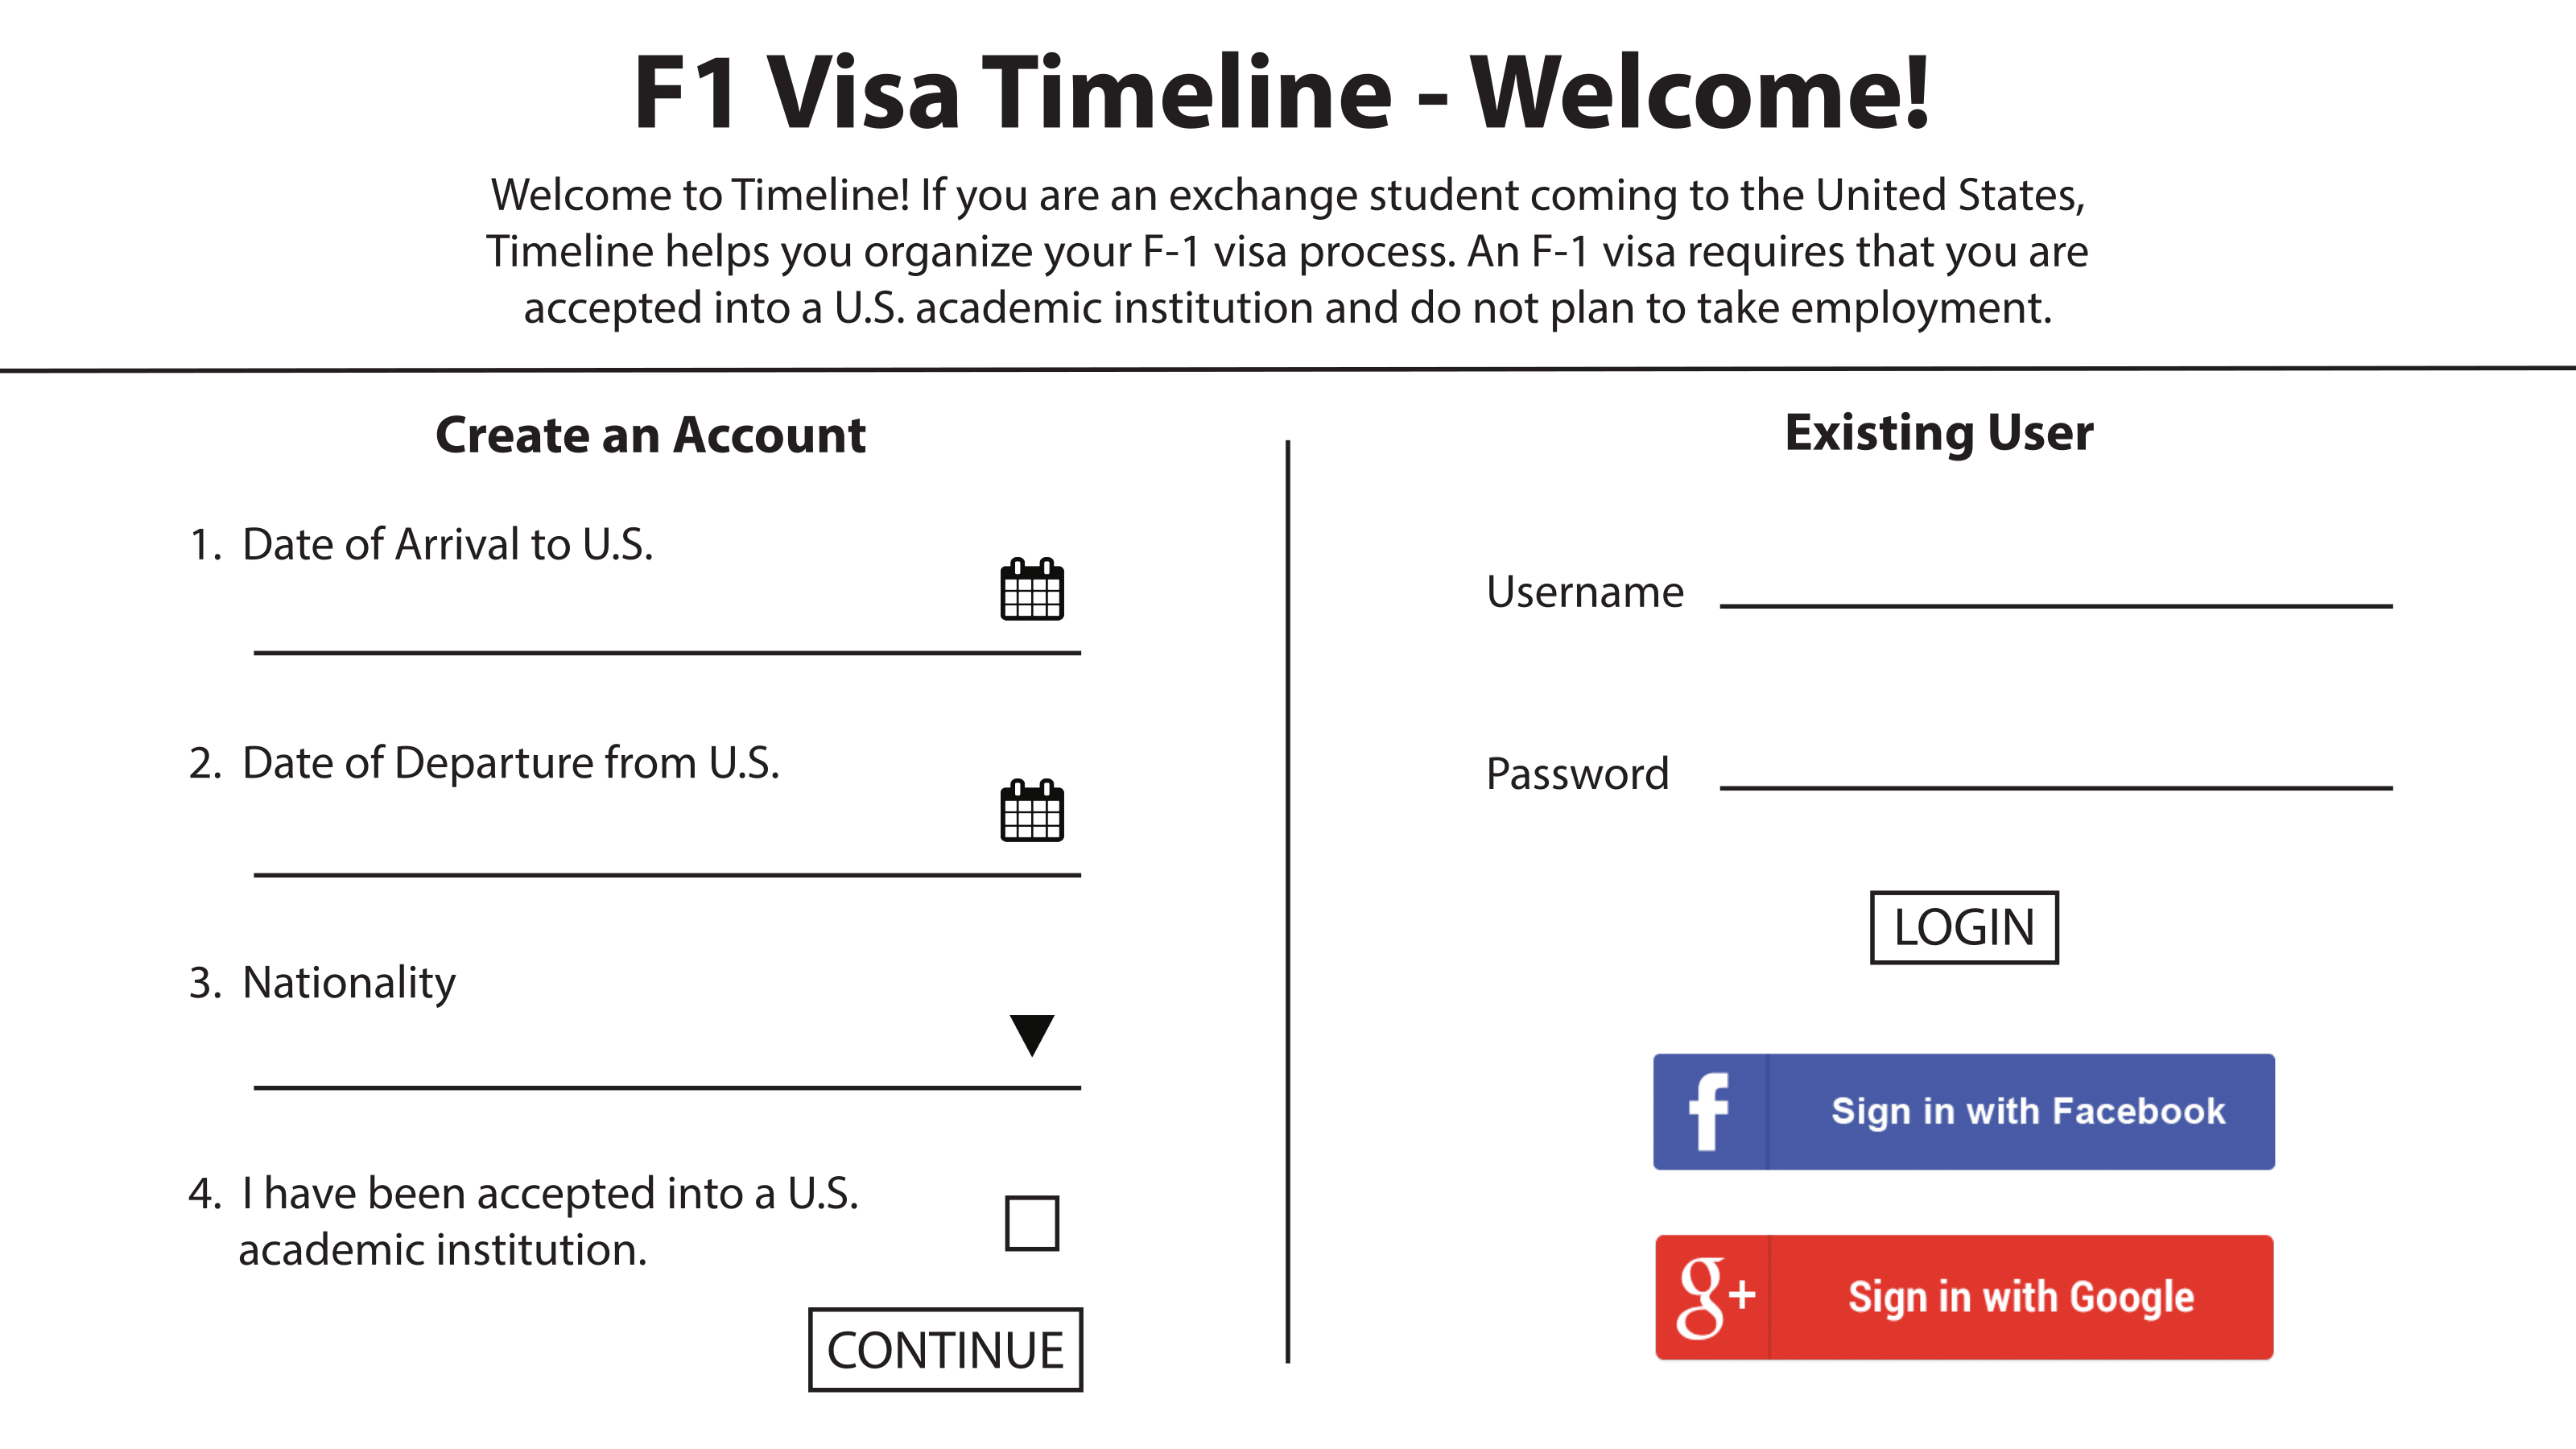 F1 Visa Timeline - Welcome!
Welcome to Timeline! If you are an exchange student coming to the United States,
Timeline helps you organize your F-1 visa process. An F-1 visa requires that you are
accepted into a U.S. academic institution and do not plan to take employment.
Create an Account
1. Date of Arrival to U.S.
2. Date of Departure from U.S.
3. Nationality
4. I have been accepted into a U.S.
academic institution.
CONTINUE
Existing User
Username
Password
LOGIN
f Sign in with Facebook
g+ Sign in with Google